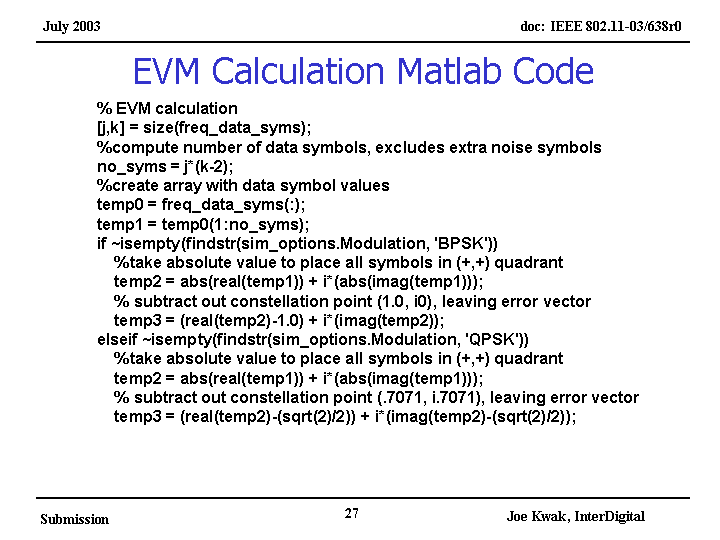 July 2003
doc: IEEE 802.11-03/638r0
EVM Calculation Matlab Code
% EVM calculation
[j,k] = size(freq_data_syms);
%compute number of data symbols, excludes extra noise symbols
no_syms = j*(k-2);
%create array with data symbol values
temp0 = freq_data_syms(:);
temp1 = temp0(1:no_syms);
if ~isempty(findstr(sim_options.Modulation, 'BPSK'))
%take absolute value to place all symbols in (+,+) quadrant
temp2 = abs(real(temp1)) + i*(abs(imag(temp1)));
% subtract out constellation point (1.0, i0), leaving error vector
temp3 = (real(temp2)-1.0) + i*(imag(temp2));
elseif ~isempty(findstr(sim_options.Modulation, 'QPSK'))
%take absolute value to place all symbols in (+,+) quadrant
temp2 = abs(real(temp1)) + i*(abs(imag(temp1)));
% subtract out constellation point (.7071, i.7071), leaving error vector
temp3 = (real(temp2)-(sqrt(2)/2)) + i*(imag(temp2)-(sqrt(2)/2));
Submission
27
Joe Kwak, InterDigital